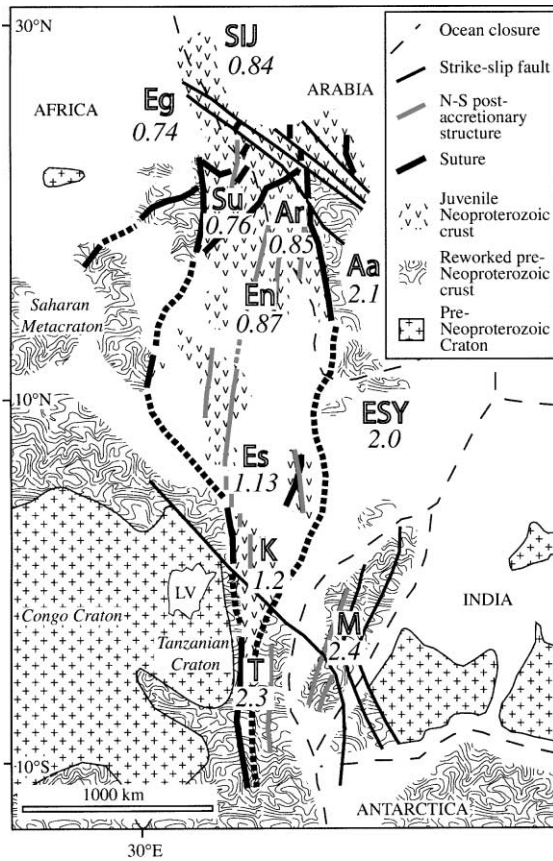 30°N
SIJ
0.84
AFRICA
ARABIA
Eg
0.74
Su
0.76
Ar
0.85
Aa
2.1
En
0.87
Saharan
Metacraton
10°N
ESY
2.0
Es
1.13
K
1.2
LV
INDIA
Congo Craton
Tanzanian
Craton
M
2.4
T
2.3
10°S
1000 km
ANTARCTICA
30°E
Ocean closure
Strike-slip fault
N-S post-
accretionary
structure
Suture
Juvenile
Neoproterozoic
crust
Reworked pre-
Neoproterozoic
crust
Pre-
Neoproterozoic
Craton